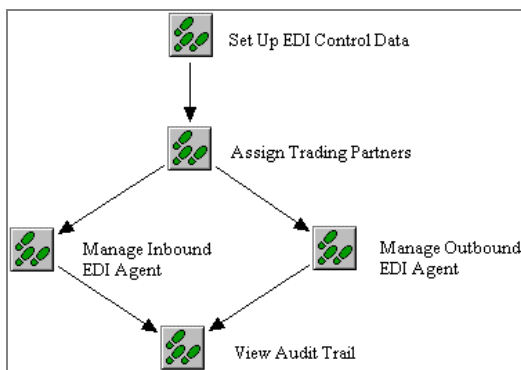 Set Up EDI Control Data
Assign Trading Partners
Manage Inbound
EDI Agent
Manage Outbound
EDI Agent
View Audit Trail